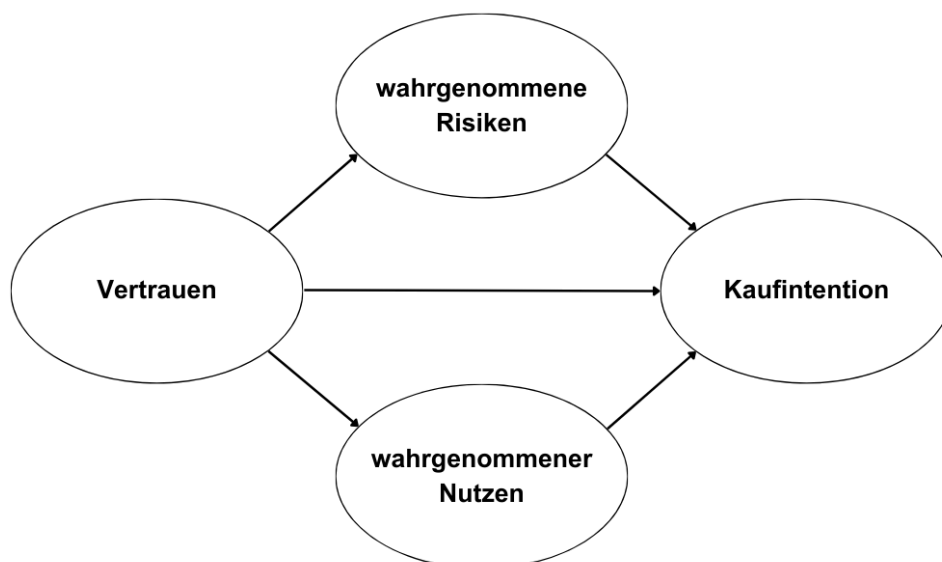 wahrgenommene
Risiken
Vertrauen
Kaufintention
wahrgenommener
Nutzen